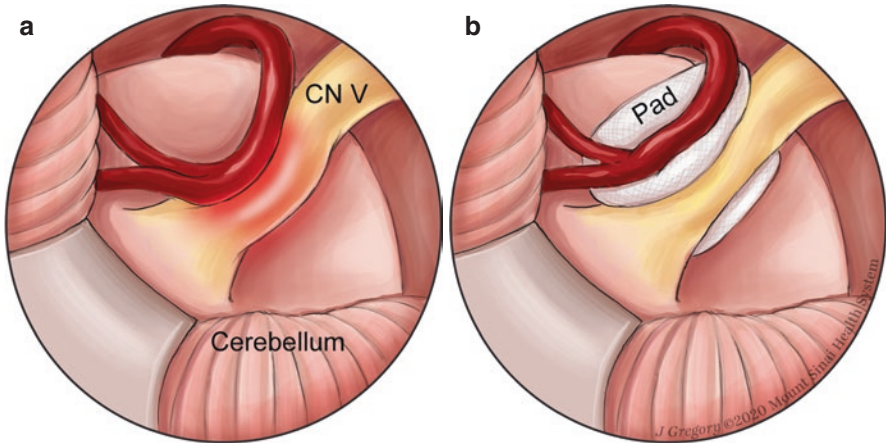 a
CN V
Cerebellum
b
Pad
J Gregory ©2020 Mount Sinai Health System